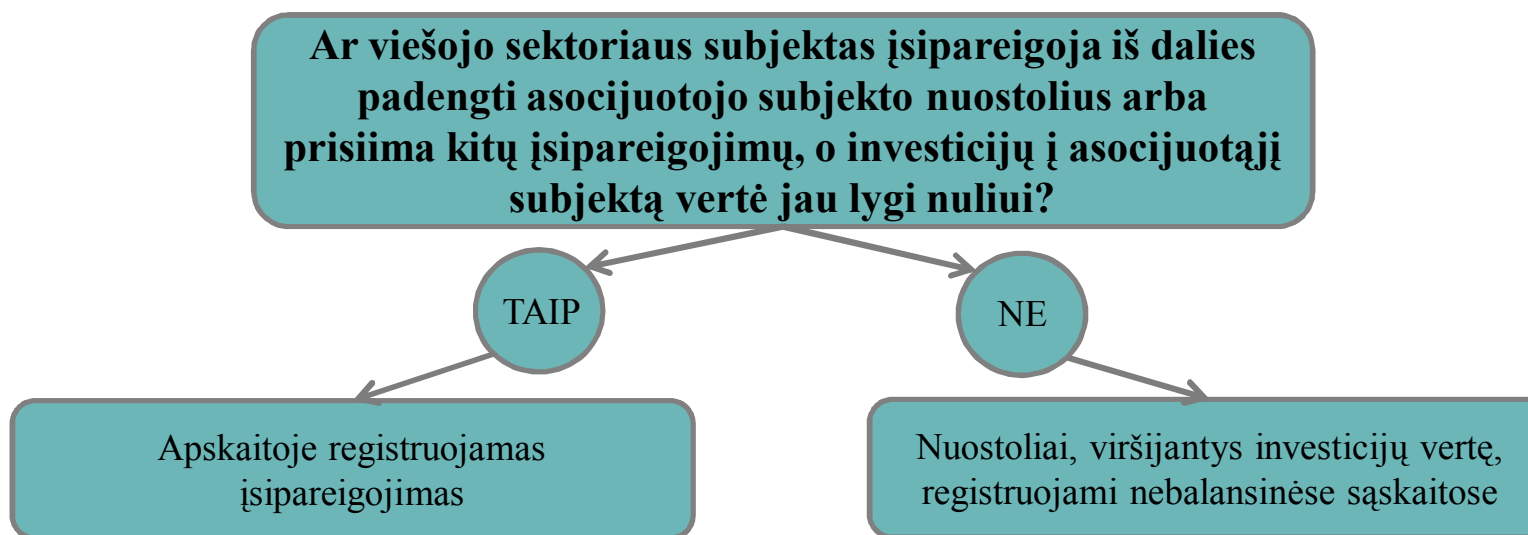 Ar viešojo sektoriaus subjektas įsipareigoja iš dalies
padengti asocijuotojo subjekto nuostolius arba
prisiima kitų įsipareigojimų, o investicijų į asocijuotąjį
subjektą vertė jau lygi nuliui?
TAIP
NE
Apskaitoje registruojamas
įsipareigojimas
Nuostoliai, viršijantys investicijų vertę,
registruojami nebalansinėse sąskaitose